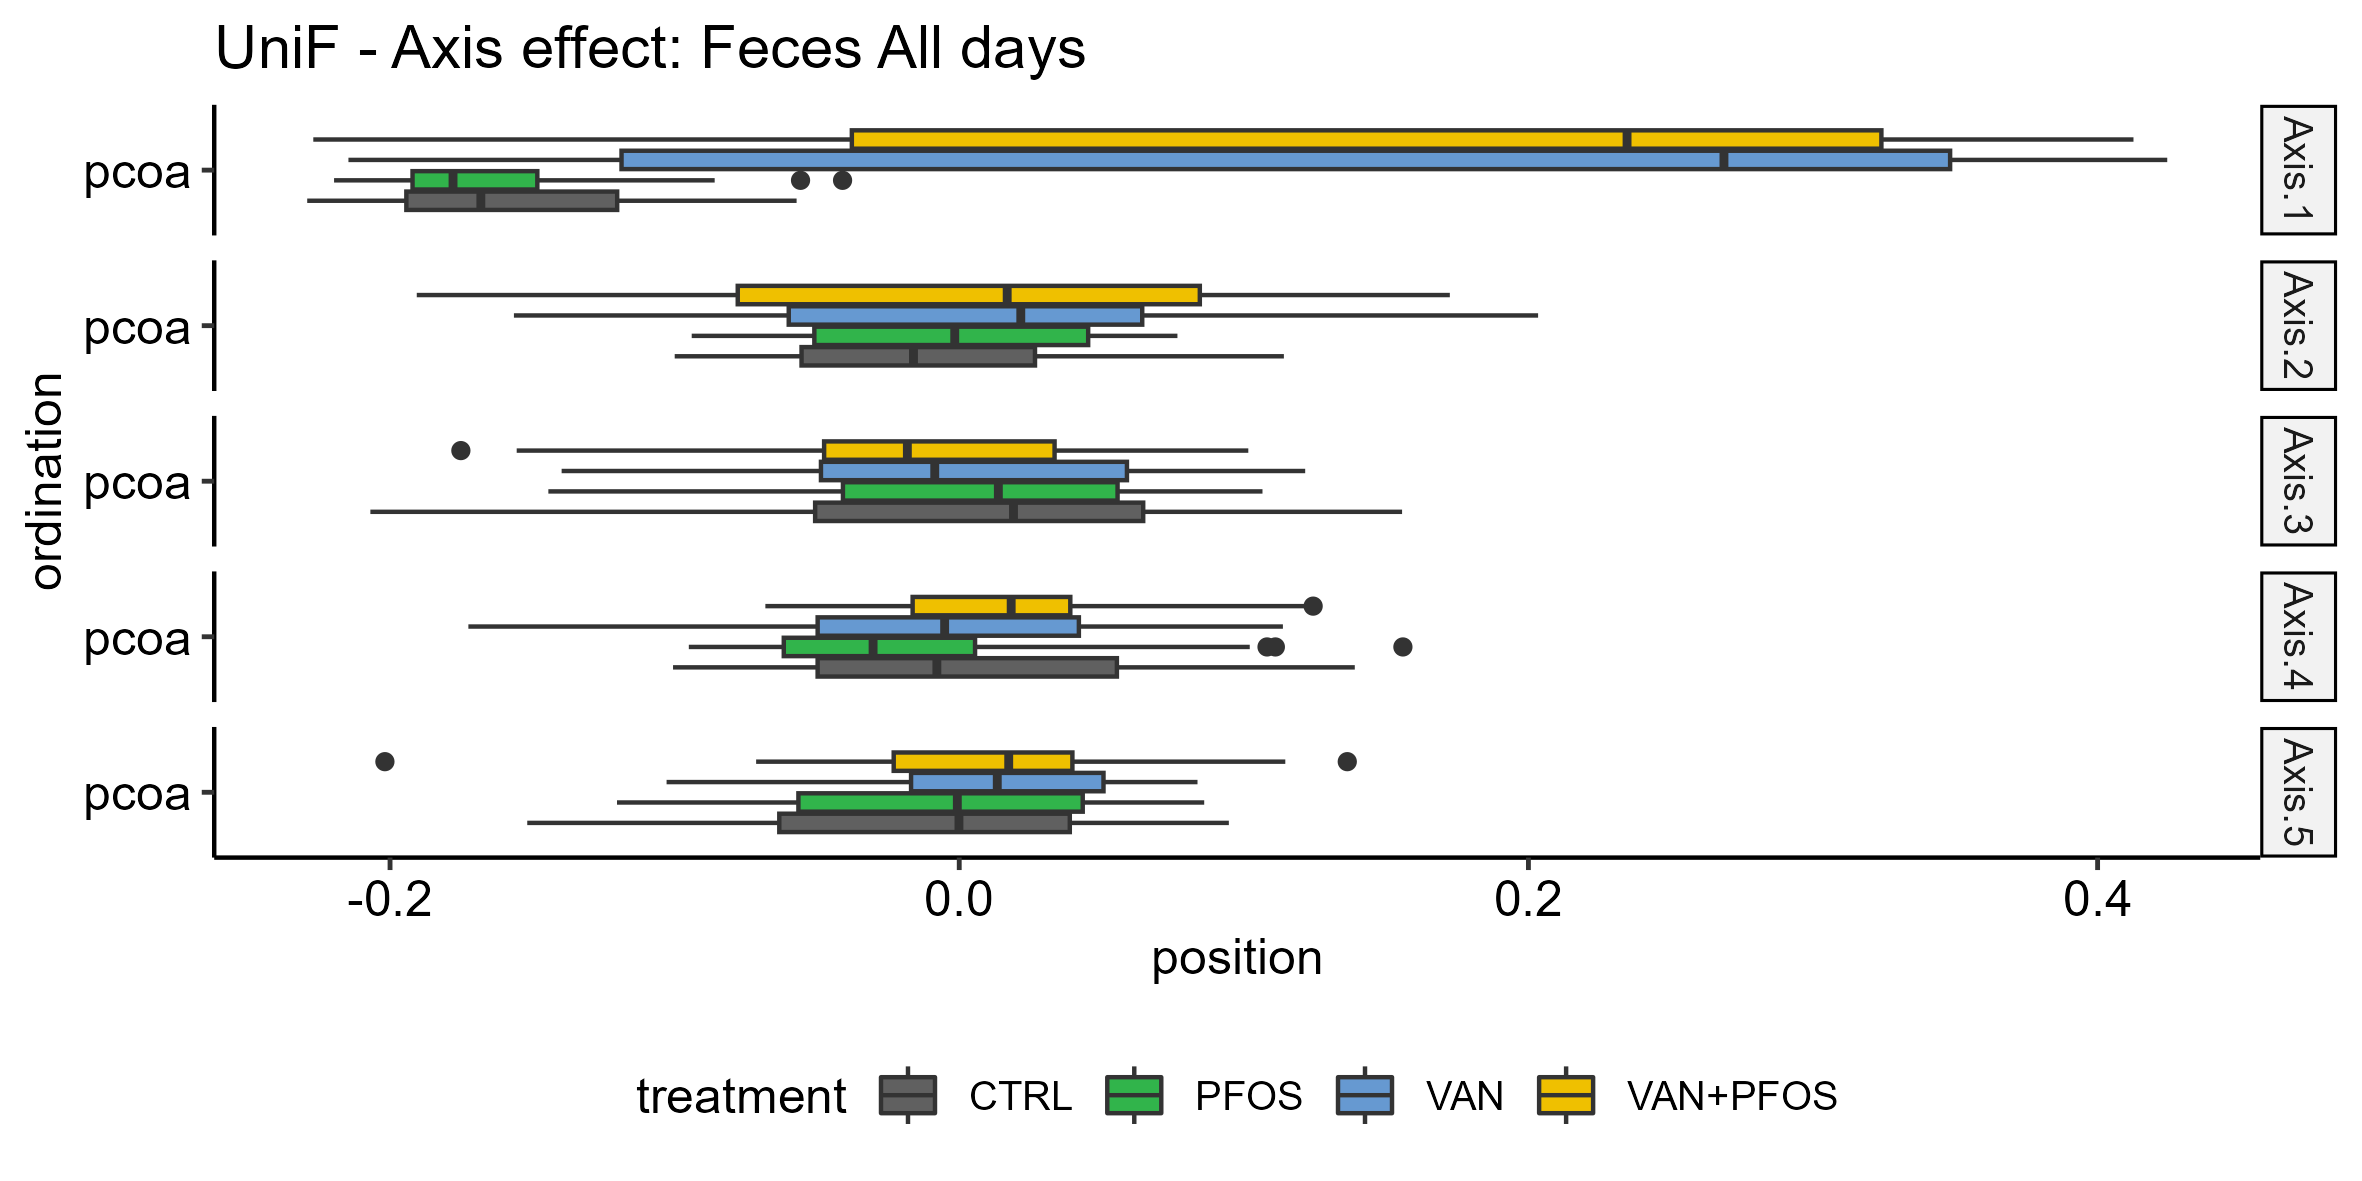 UniF - Axis effect: Feces All days
pcoa
Axis.1
pcoa
Axis.2
pcoa
Axis.3
pcoa
Axis.4
pcoa
Axis.5
ordination
-0.2 0.0 0.2 0.4
position
treatment CTRL PFOS VAN VAN+PFOS